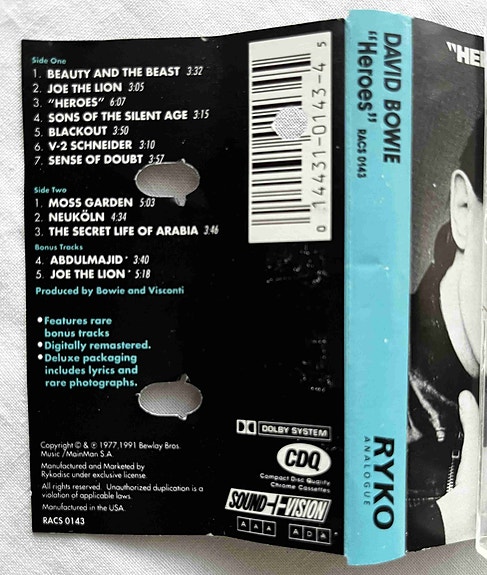 Side One
1. BEAUTY AND THE BEAST 3:32
2. JOE THE LION 3:05
3. "HEROES" 6:07
4. SONS OF THE SILENT AGE 3:15
5. BLACKOUT 3:50
6. V-2 SCHNEIDER 3:10
7. SENSE OF DOUBT 3:57
Side Two
1. MOSS GARDEN 5:03
2. NEUKÖLN 4:34
3. THE SECRET LIFE OF ARABIA 3:46
Bonus Tracks
4. ABDULMAJID* 3:40
5. JOE THE LION* 5:18
Produced by Bowie and Visconti
• Features rare
bonus tracks
• Digitally remastered.
• Deluxe packaging
includes lyrics and
rare photographs.
Copyright © & ℗ 1977,1991 Bewlay Bros.
Music/MainMan S.A.
Manufactured and Marketed by
Rykodisc under exclusive license.
All rights reserved. Unauthorized duplication is a
violation of applicable laws.
Manufactured in the USA.
RACS 0143
0 14431-0143-4 5
DOLBY SYSTEM
CDQ
Compact Disc Quality
Chrome Cassettes
SOUND+VISION
AAA ADA
DAVID BOWIE
"Heroes"
RACS 0143
RYKO
ANALOGUE
"HE